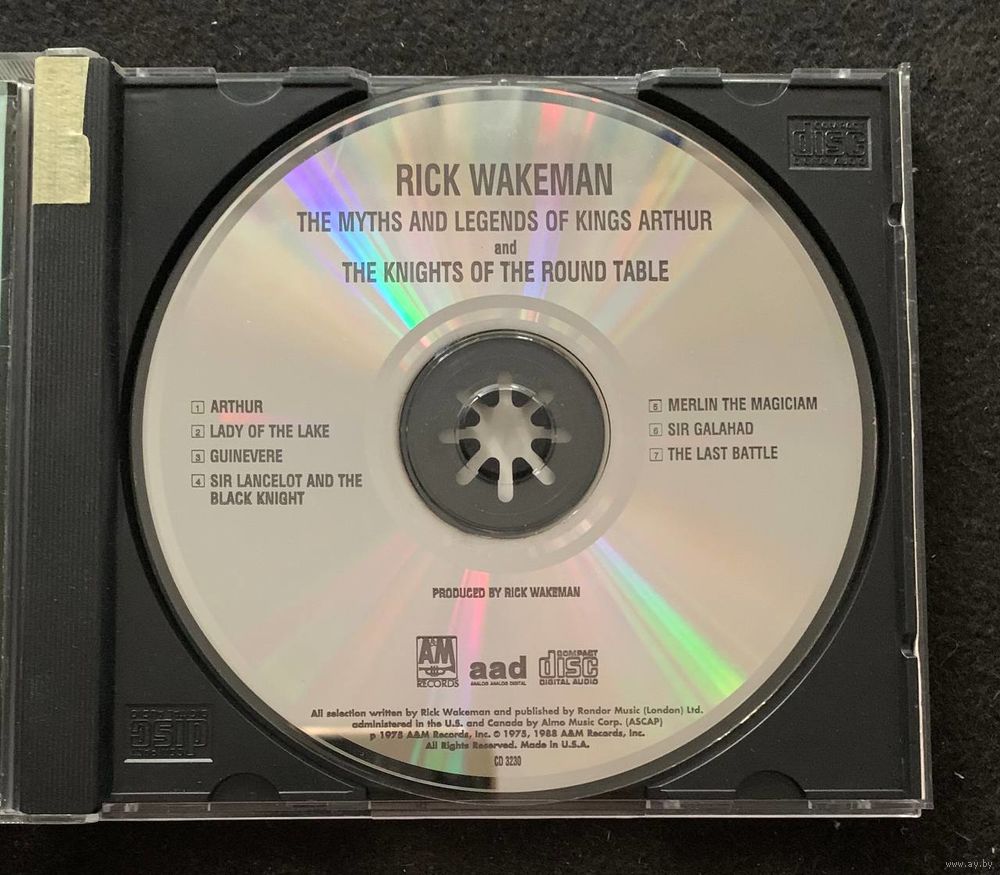 RICK WAKEMAN
THE MYTHS AND LEGENDS OF KINGS ARTHUR
and
THE KNIGHTS OF THE ROUND TABLE
1 ARTHUR
2 LADY OF THE LAKE
3 GUINEVERE
4 SIR LANCELOT AND THE
BLACK KNIGHT
5 MERLIN THE MAGICIAM
6 SIR GALAHAD
7 THE LAST BATTLE
PRODUCED BY RICK WAKEMAN
A&M
RECORDS
aad
ANALOG ANALOG DIGITAL
COMPACT
disc
DIGITAL AUDIO
All selection written by Rick Wakeman and published by Randor Music (London) Ltd.
administered in the U.S. and Canada by Almo Music Corp. (ASCAP)
p 1975 A&M Records, Inc. © 1975, 1988 A&M Records, Inc.
All Rights Reserved. Made in U.S.A.
CD 3230
COMPACT
disc
www.ay.by